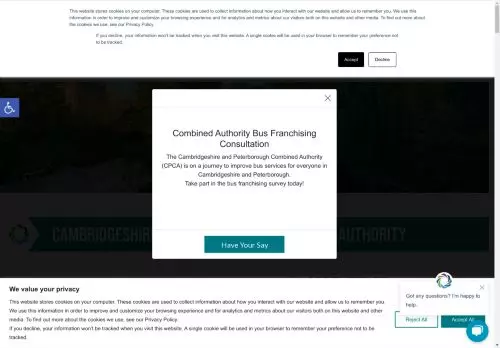 This website stores cookies on your computer. These cookies are used to collect information about how you interact with our website and allow us to remember you. We use this
information in order to improve and customize your browsing experience and for analytics and metrics about our visitors both on this website and other media. To find out more about
the cookies we use, see our Privacy Policy.
If you decline, your information won't be tracked when you visit this website. A single cookie will be used in your browser to remember your preference not
to be tracked.
Accept
Decline
Combined Authority Bus Franchising
Consultation
The Cambridgeshire and Peterborough Combined Authority
(CPCA) is on a journey to improve bus services for everyone in
Cambridgeshire and Peterborough.
Take part in the bus franchising survey today!
CAMBRIDGESHIRE
AUTHORITY
Have Your Say
We value your privacy
This website stores cookies on your computer. These cookies are used to collect information about how you interact with our website and allow us to remember you.
We use this information in order to improve and customize your browsing experience and for analytics and metrics about our visitors both on this website and other
media. To find out more about the cookies we use, see our Privacy Policy.
If you decline, your information won't be tracked when you visit this website. A single cookie will be used in your browser to remember your preference not to be
tracked.
Got any questions? I'm happy to
help.
Reject All
Accept All